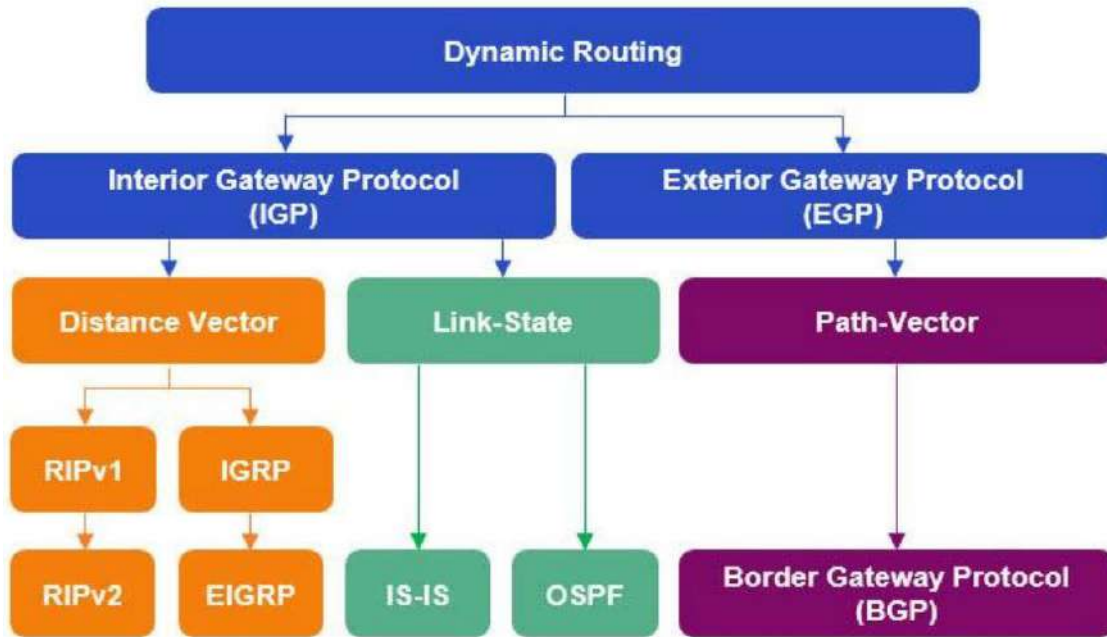 Dynamic Routing
Interior Gateway Protocol
(IGP)
Exterior Gateway Protocol
(EGP)
Distance Vector
Link-State
Path-Vector
RIPv1
IGRP
RIPv2
EIGRP
IS-IS
OSPF
Border Gateway Protocol
(BGP)